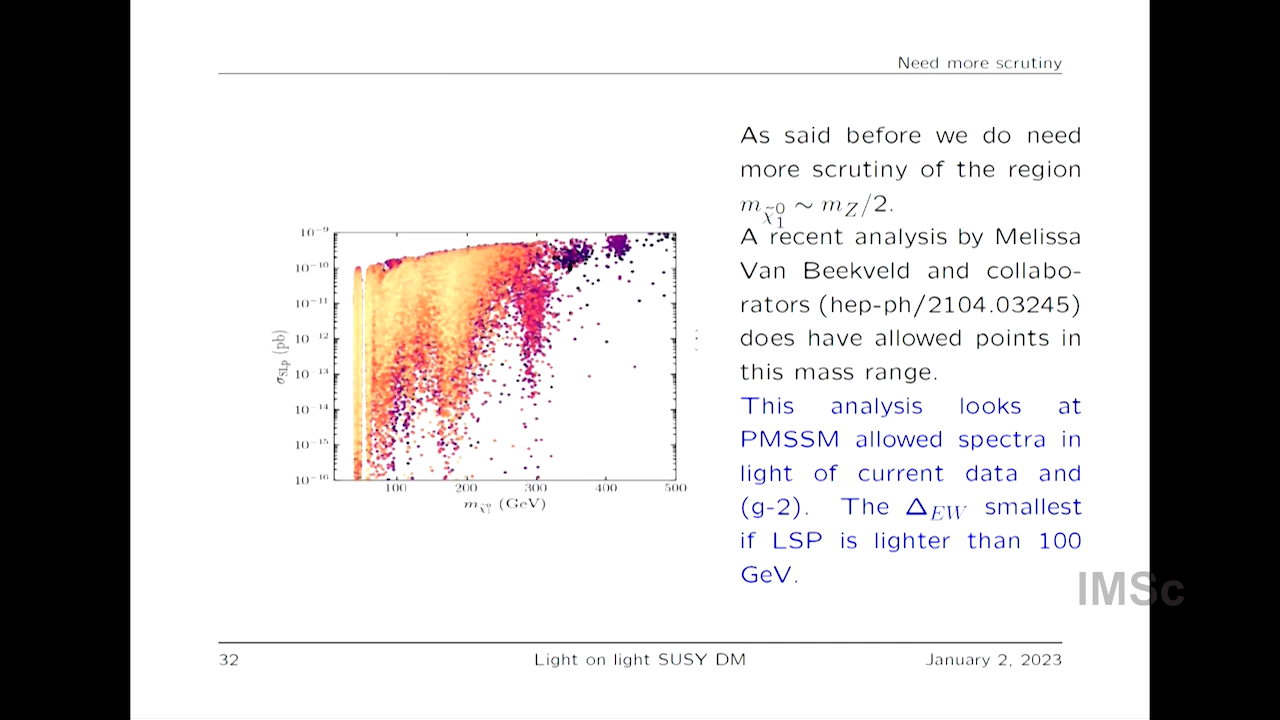 Need more scrutiny
As said before we do need
more scrutiny of the region
m_{\tilde{\chi}_1^0} ∼ m_Z/2.
A recent analysis by Melissa
Van Beekveld and collabo-
rators (hep-ph/2104.03245)
does have allowed points in
this mass range.
This analysis looks at
PMSSM allowed spectra in
light of current data and
(g-2). The Δ_{EW} smallest
if LSP is lighter than 100
GeV.
10^{-9}
10^{-10}
10^{-11}
10^{-12}
10^{-13}
10^{-14}
10^{-15}
10^{-16}
σ_{SI,p} (pb)
100 200 300 400 500
m_{\tilde{\chi}_1^0} (GeV)
IMSc
32 Light on light SUSY DM January 2, 2023